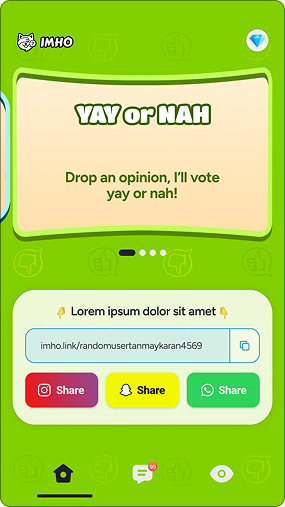 IMHO
YAY or NAH
Drop an opinion, I'll vote
yay or nah!
Lorem ipsum dolor sit amet
imho.link/randomusertanmaykaran4569
Share
Share
Share
99